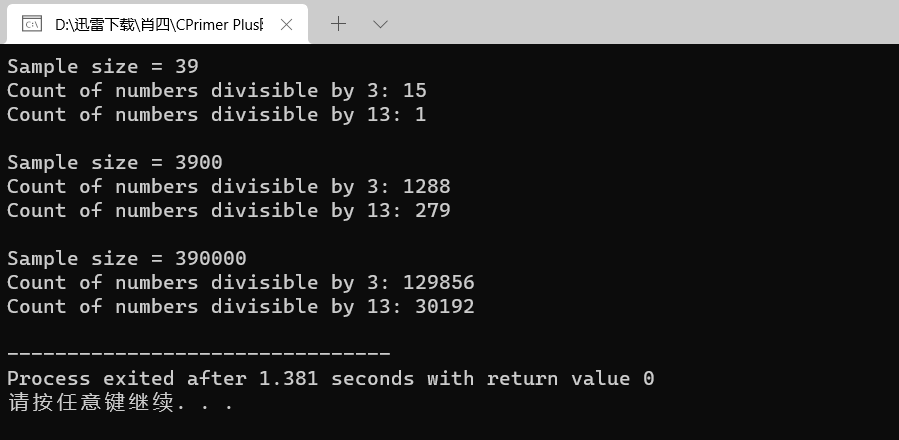 D:\迅雷下载\肖四\CPrimer Plus
Sample size = 39
Count of numbers divisible by 3: 15
Count of numbers divisible by 13: 1
Sample size = 3900
Count of numbers divisible by 3: 1288
Count of numbers divisible by 13: 279
Sample size = 390000
Count of numbers divisible by 3: 129856
Count of numbers divisible by 13: 30192
--------------------------------
Process exited after 1.381 seconds with return value 0
请按任意键继续. . .